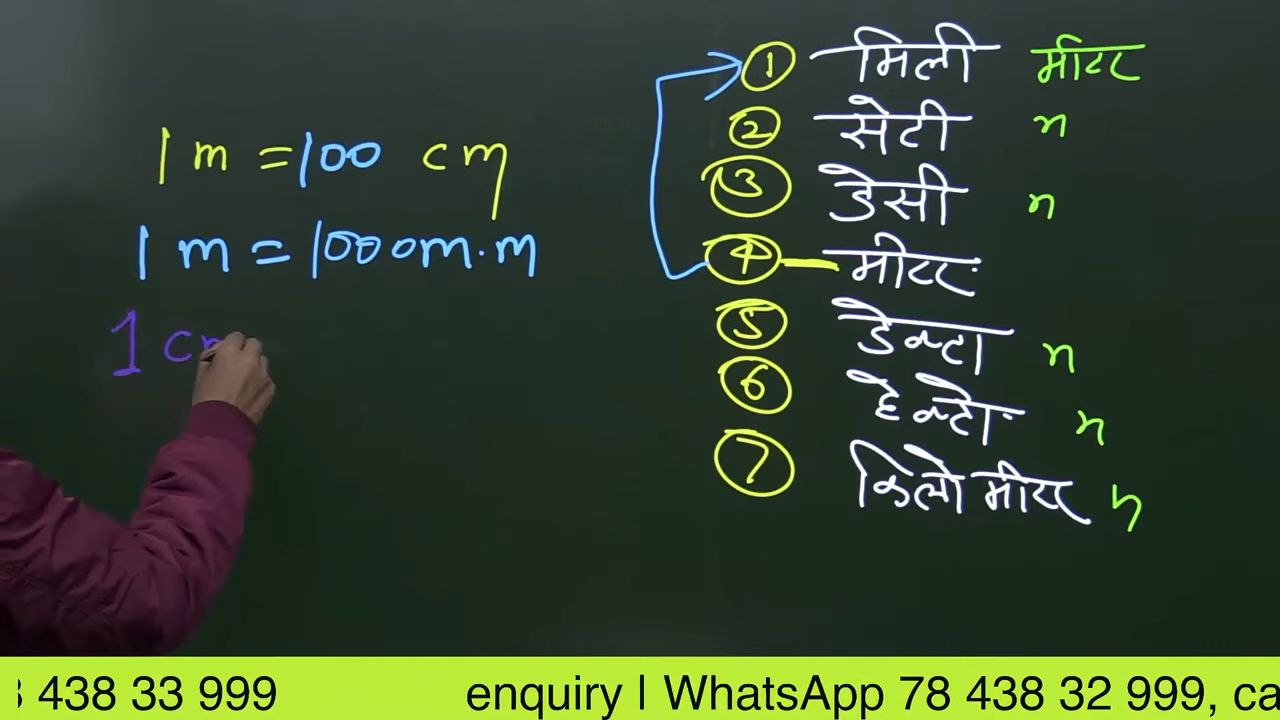 1 m = 100 cm
1 m = 1000 m.m
1 c
① मिली मीटर
② सेटी "
③ डेसी "
④ — मीटर
⑤ डेक्टा "
⑥ हेक्टो "
⑦ किलो मीटर "
3 438 33 999 enquiry | WhatsApp 78 438 32 999, ca